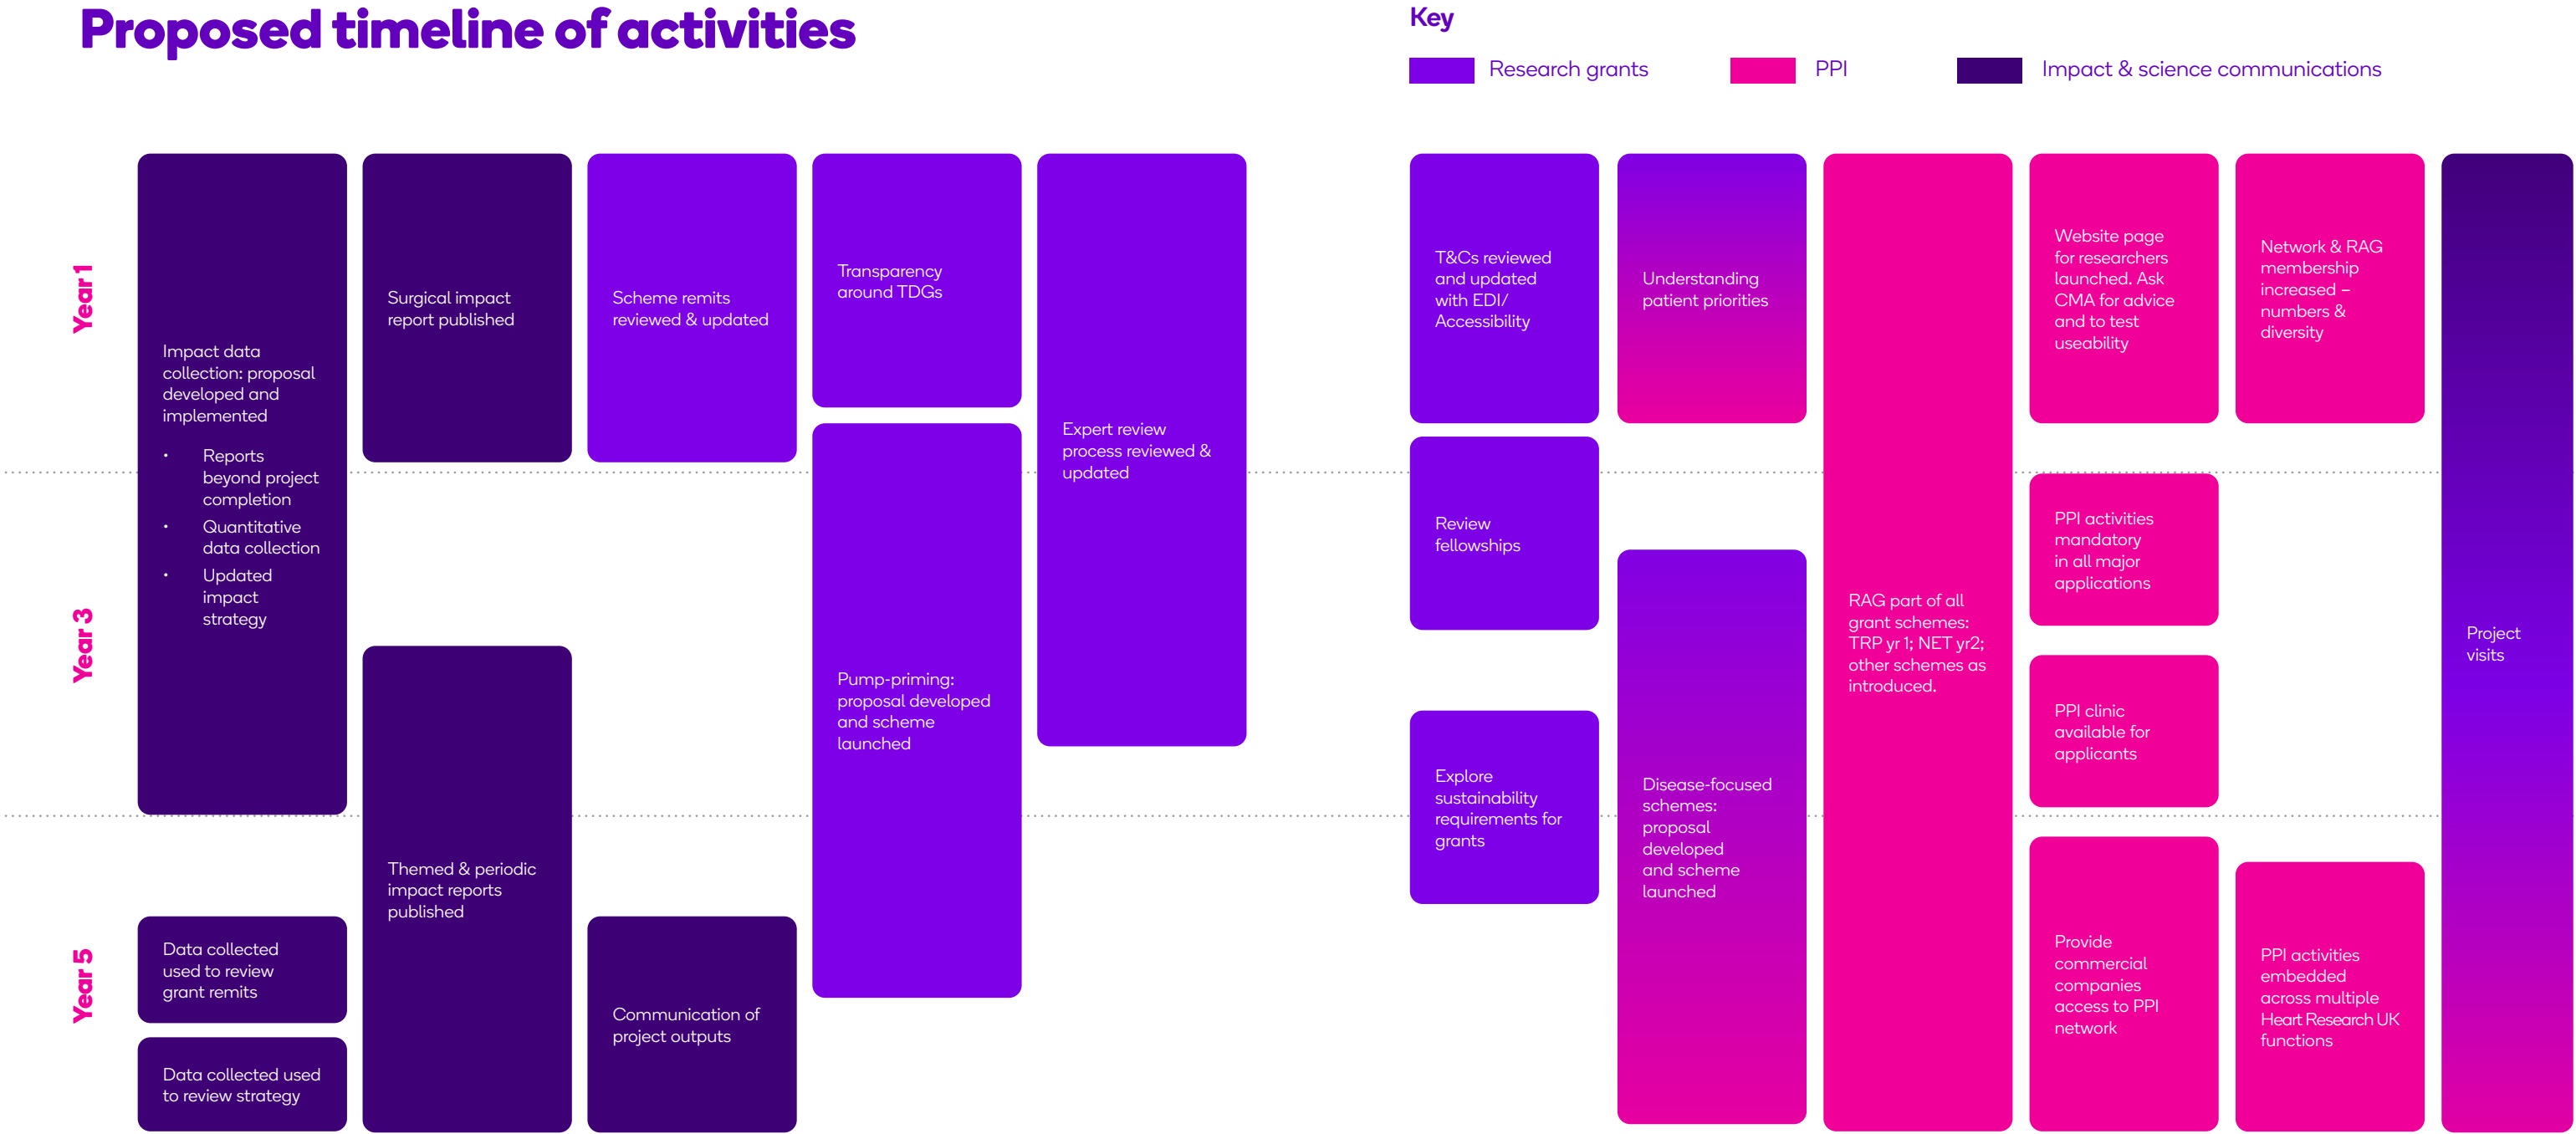 Proposed timeline of activities
Key
Research grants
PPI
Impact & science communications
Year 1
Year 3
Year 5
Impact data
collection: proposal
developed and
implemented
• Reports
beyond project
completion
• Quantitative
data collection
• Updated
impact
strategy
Data collected
used to review
grant remits
Data collected used
to review strategy
Surgical impact
report published
Themed & periodic
impact reports
published
Scheme remits
reviewed & updated
Communication of
project outputs
Transparency
around TDGs
Pump-priming:
proposal developed
and scheme
launched
Expert review
process reviewed &
updated
T&Cs reviewed
and updated
with EDI/
Accessibility
Review
fellowships
Explore
sustainability
requirements for
grants
Understanding
patient priorities
Disease-focused
schemes:
proposal
developed
and scheme
launched
RAG part of all
grant schemes:
TRP yr 1; NET yr2;
other schemes as
introduced.
Website page
for researchers
launched. Ask
CMA for advice
and to test
useability
PPI activities
mandatory
in all major
applications
PPI clinic
available for
applicants
Provide
commercial
companies
access to PPI
network
Network & RAG
membership
increased –
numbers &
diversity
PPI activities
embedded
across multiple
Heart Research UK
functions
Project
visits